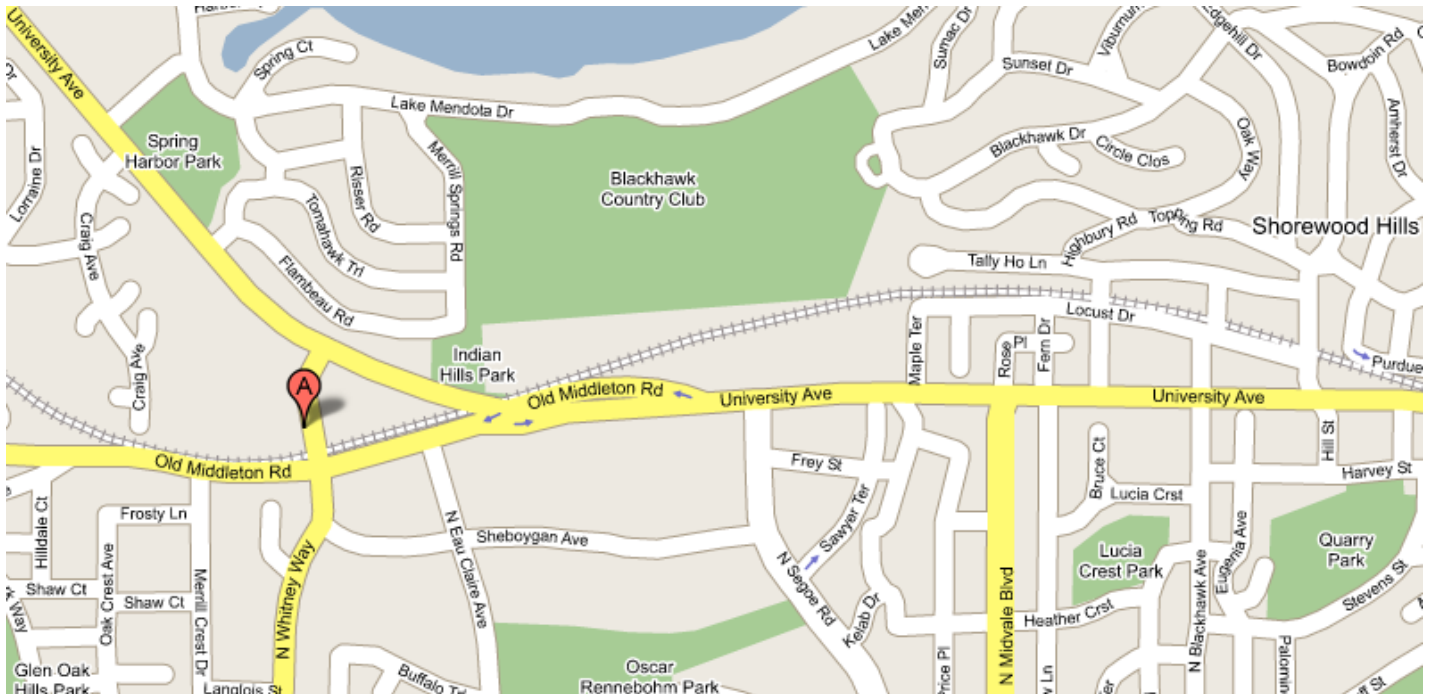 University Ave
Spring Ct
Lake Mendota Dr
Sumac Dr
Sunset Dr
Edgehill Dr
Bowdoin Rd
Amherst Dr
Spring
Harbor Park
Lorraine Dr
Craig Ave
Risser Rd
Tomahawk Trl
Flambeau Rd
Merrill Springs Rd
Blackhawk
Country Club
Blackhawk Dr
Circle Clos
Oak Way
Highbury Rd
Topping Rd
Shorewood Hills
Tally Ho Ln
Locust Dr
Maple Ter
Rose Pl
Fern Dr
Purdue
Indian
Hills Park
Craig Ave
A
Old Middleton Rd
University Ave
University Ave
Old Middleton Rd
Hill St
Harvey St
Frey St
Bruce Ct
Lucia Crst
Hilldale Ct
Frosty Ln
Oak Crest Ave
Merrill Crest Dr
N Whitney Way
Sheboygan Ave
N Eau Claire Ave
Sawyer Ter
N Segoe Rd
Kelab Dr
N Midvale Blvd
Lucia
Crest Park
Eugenia Ave
N Blackhawk Ave
Quarry
Park
Stevens St
Shaw Ct
Shaw Ct
Heather Crst
Glen Oak
Hills Park
Langlois St
Buffalo
Oscar
Rennebohm Park
Price Pl